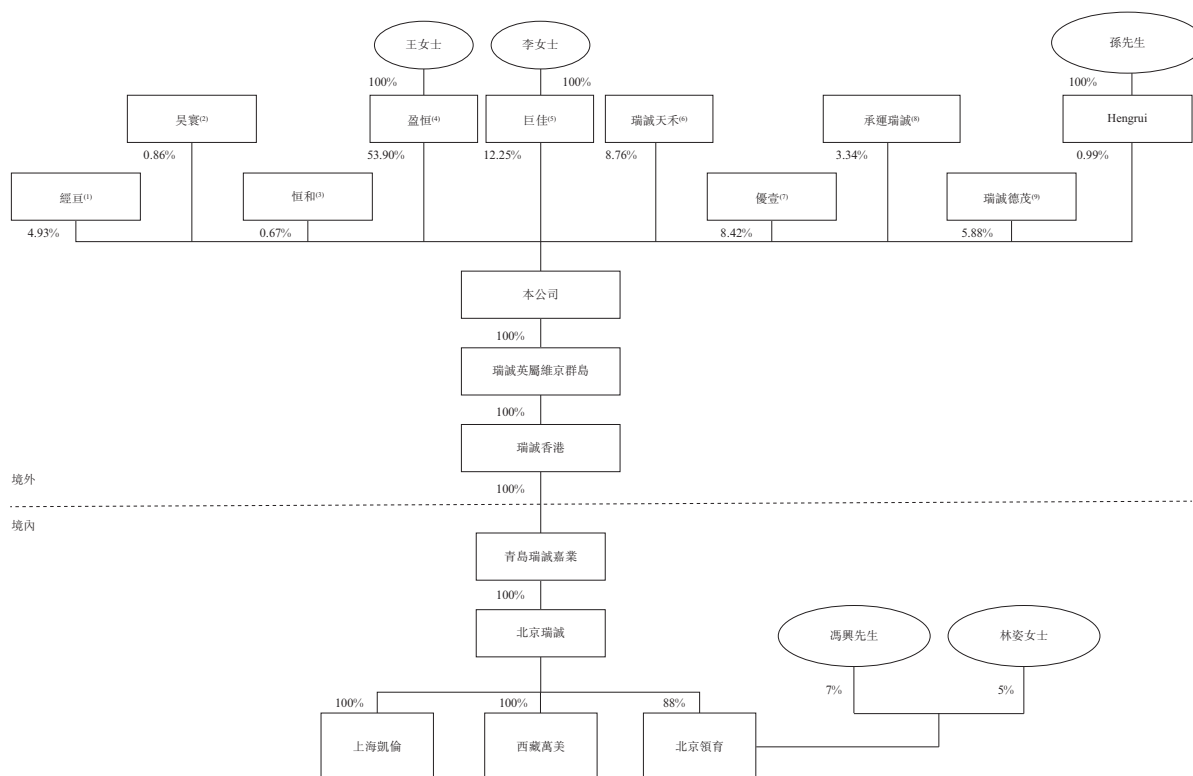 王女士
李女士
孫先生
100%
100%
100%
昊寰(2)
盈恒(4)
巨佳(5)
瑞誠天禾(6)
承運瑞誠(8)
Hengrui
0.86%
53.90%
12.25%
8.76%
3.34%
0.99%
經亘(1)
恒和(3)
優壹(7)
瑞誠德茂(9)
4.93%
0.67%
8.42%
5.88%
本公司
100%
瑞誠英屬維京群島
100%
瑞誠香港
境外
100%
境內
青島瑞誠嘉業
100%
北京瑞誠
馮興先生
林姿女士
7%
5%
100%
100%
88%
上海凱倫
西藏萬美
北京領育